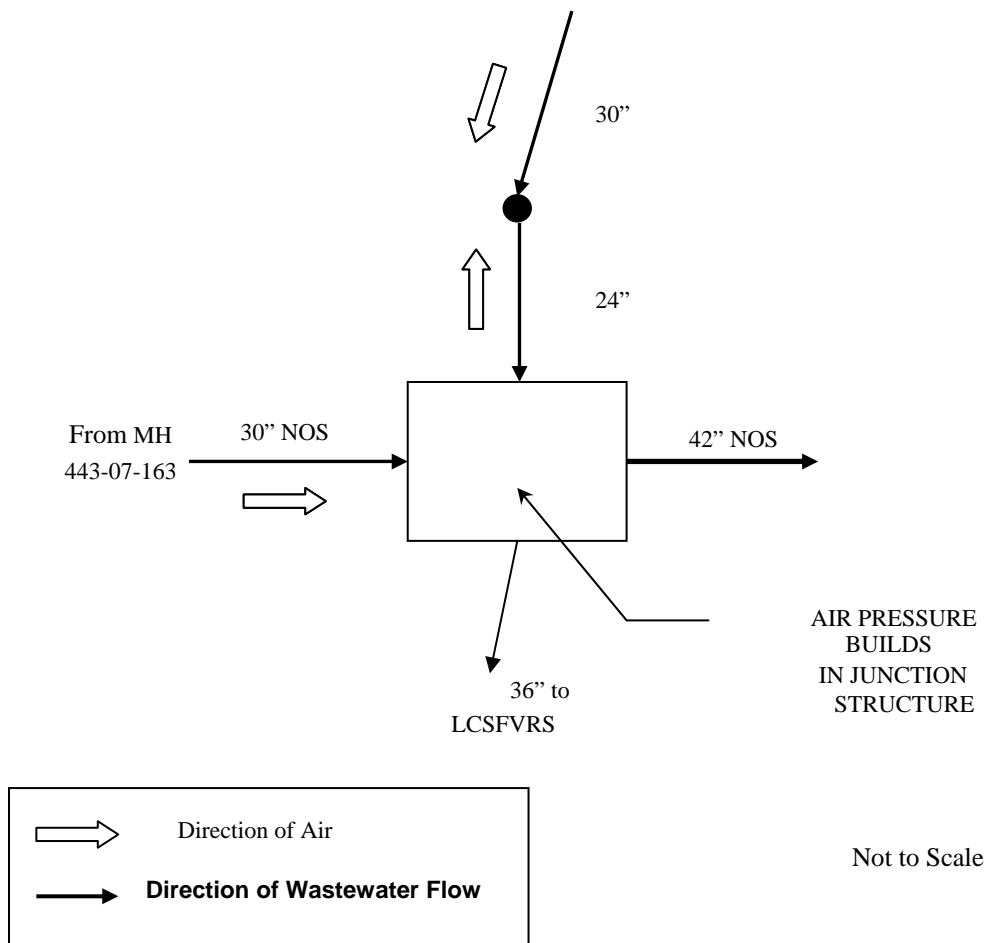 30”
24”
From MH
443-07-163
30” NOS
42” NOS
AIR PRESSURE
BUILDS
IN JUNCTION
STRUCTURE
36” to
LCSFVRS
Direction of Air
Direction of Wastewater Flow
Not to Scale